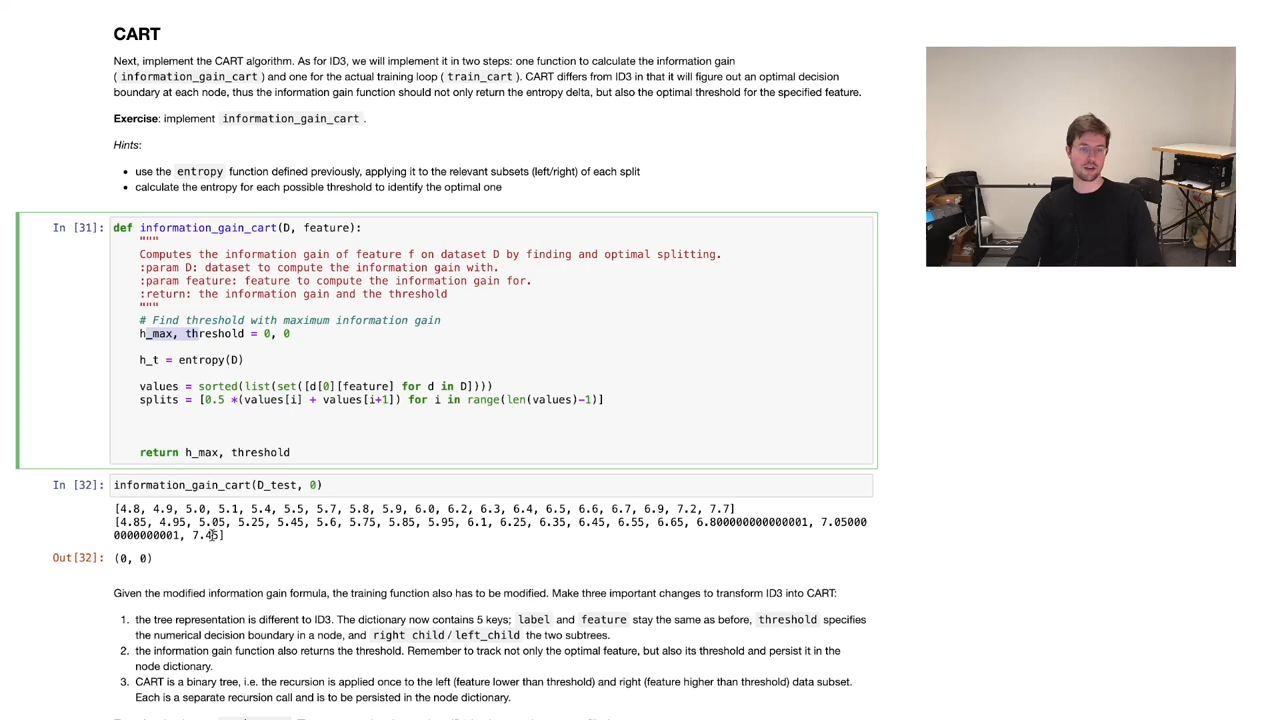 CART
Next, implement the CART algorithm. As for ID3, we will implement it in two steps: one function to calculate the information gain
( information_gain_cart ) and one for the actual training loop ( train_cart ). CART differs from ID3 in that it will figure out an optimal decision
boundary at each node, thus the information gain function should not only return the entropy delta, but also the optimal threshold for the specified feature.
Exercise: implement information_gain_cart .
Hints:
• use the entropy function defined previously, applying it to the relevant subsets (left/right) of each split
• calculate the entropy for each possible threshold to identify the optimal one
In [31]: def information_gain_cart(D, feature):
"""
Computes the information gain of feature f on dataset D by finding and optimal splitting.
:param D: dataset to compute the information gain with.
:param feature: feature to compute the information gain for.
:return: the information gain and the threshold
"""
# Find threshold with maximum information gain
h_max, threshold = 0, 0
h_t = entropy(D)
values = sorted(list(set([d[0][feature] for d in D])))
splits = [0.5 *(values[i] + values[i+1]) for i in range(len(values)-1)]
return h_max, threshold
In [32]: information_gain_cart(D_test, 0)
[4.8, 4.9, 5.0, 5.1, 5.4, 5.5, 5.7, 5.8, 5.9, 6.0, 6.2, 6.3, 6.4, 6.5, 6.6, 6.7, 6.9, 7.2, 7.7]
[4.85, 4.95, 5.05, 5.25, 5.45, 5.6, 5.75, 5.85, 5.95, 6.1, 6.25, 6.35, 6.45, 6.55, 6.65, 6.800000000000001, 7.05000
0000000001, 7.45]
Out[32]: (0, 0)
Given the modified information gain formula, the training function also has to be modified. Make three important changes to transform ID3 into CART:
1. the tree representation is different to ID3. The dictionary now contains 5 keys; label and feature stay the same as before, threshold specifies
the numerical decision boundary in a node, and right child / left_child the two subtrees.
2. the information gain function also returns the threshold. Remember to track not only the optimal feature, but also its threshold and persist it in the
node dictionary.
3. CART is a binary tree, i.e. the recursion is applied once to the left (feature lower than threshold) and right (feature higher than threshold) data subset.
Each is a separate recursion call and is to be persisted in the node dictionary.